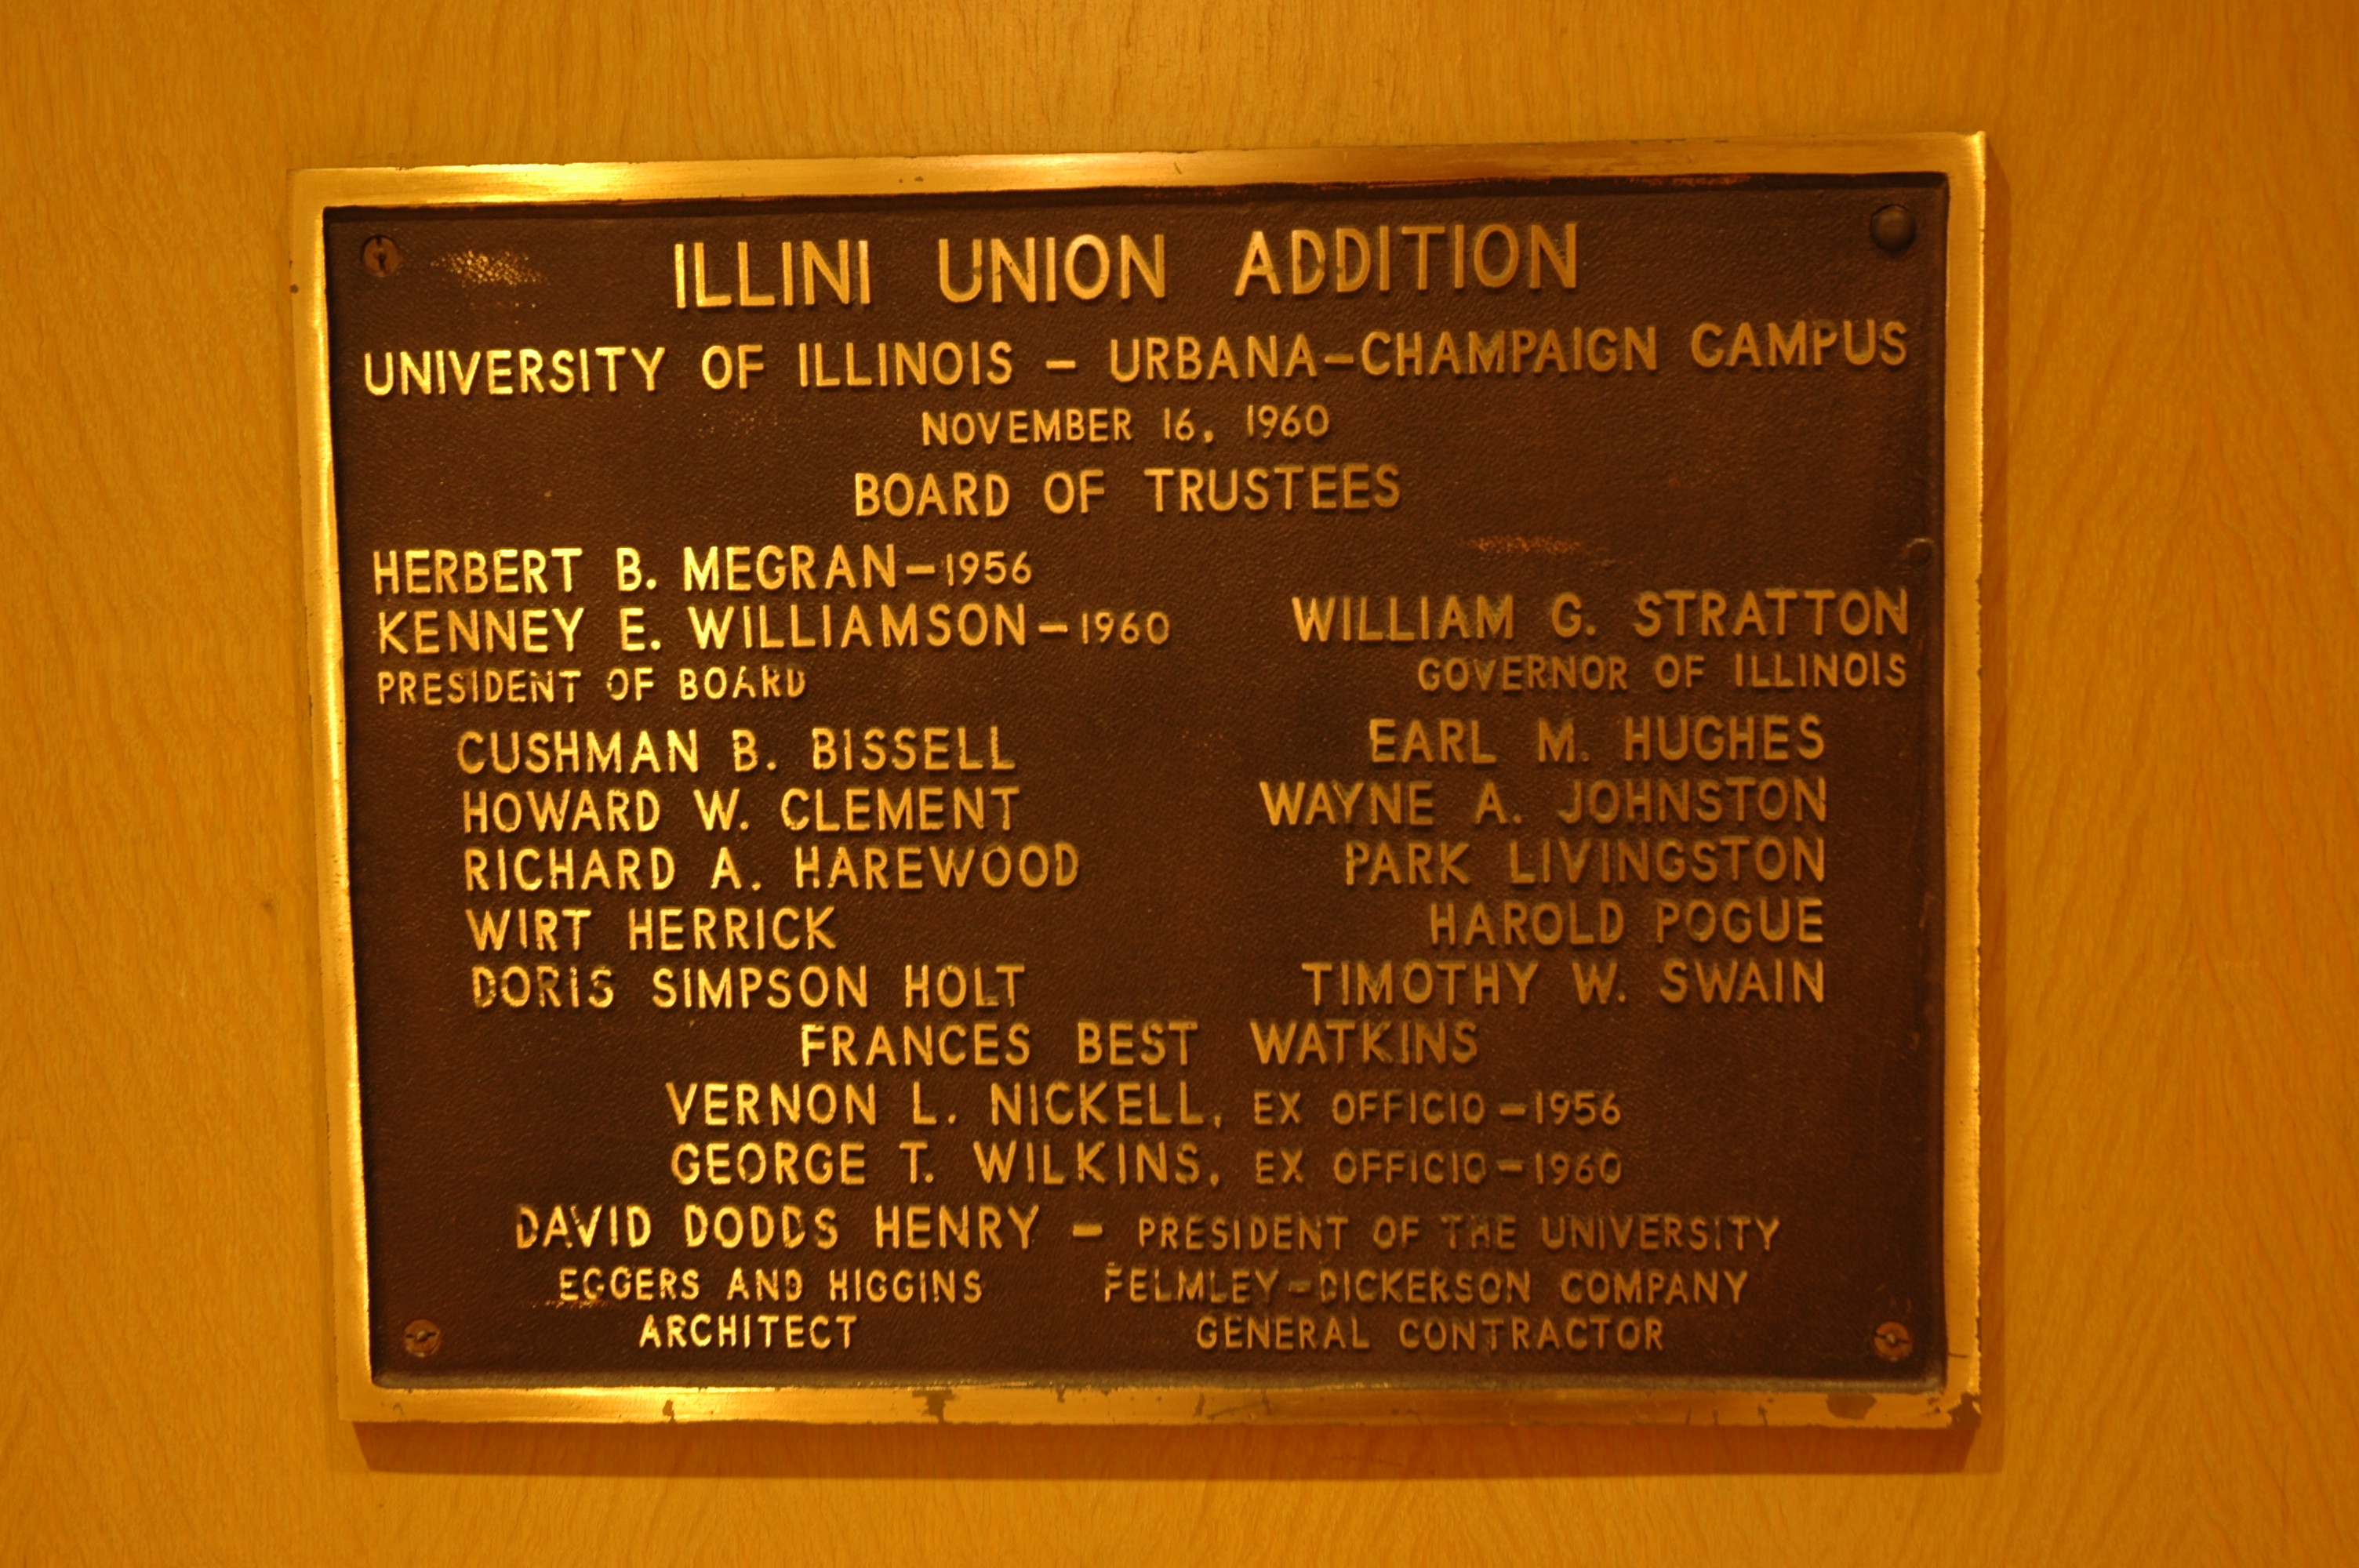 ILLINI UNION ADDITION
UNIVERSITY OF ILLINOIS – URBANA–CHAMPAIGN CAMPUS
NOVEMBER 16, 1960
BOARD OF TRUSTEES
HERBERT B. MEGRAN–1956
KENNEY E. WILLIAMSON–1960
PRESIDENT OF BOARD
WILLIAM G. STRATTON
GOVERNOR OF ILLINOIS
CUSHMAN B. BISSELL
HOWARD W. CLEMENT
RICHARD A. HAREWOOD
WIRT HERRICK
DORIS SIMPSON HOLT
EARL M. HUGHES
WAYNE A. JOHNSTON
PARK LIVINGSTON
HAROLD POGUE
TIMOTHY W. SWAIN
FRANCES BEST WATKINS
VERNON L. NICKELL, EX OFFICIO–1956
GEORGE T. WILKINS, EX OFFICIO–1960
DAVID DODDS HENRY – PRESIDENT OF THE UNIVERSITY
EGGERS AND HIGGINS
ARCHITECT
FELMLEY–DICKERSON COMPANY
GENERAL CONTRACTOR